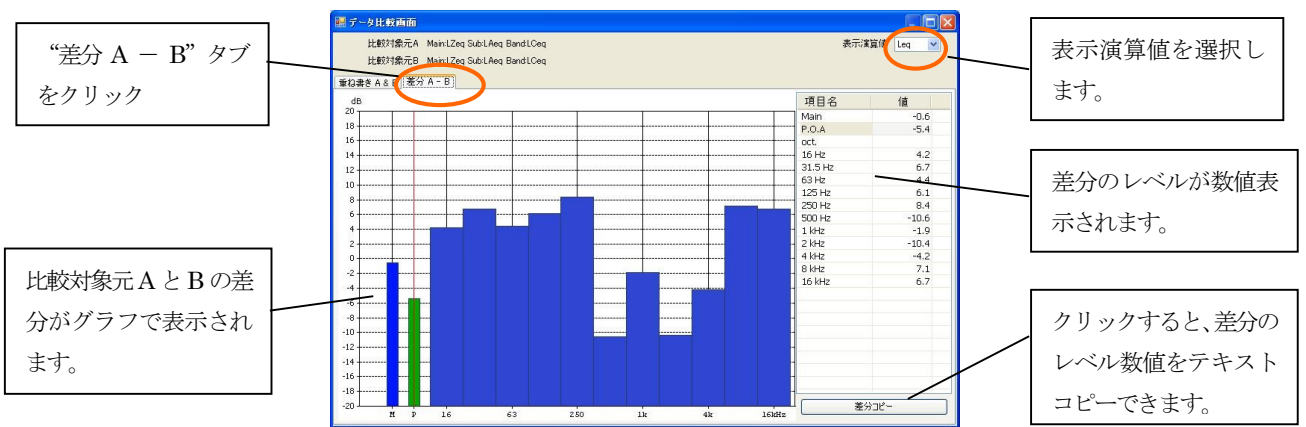 “差分 A － B”タブ
をクリック
比較対象元 A と B の差
分がグラフで表示され
ます。
データ比較画面
比較対象元A Main:LZeq Sub:LAeq Band:LCeq
比較対象元B Main:LZeq Sub:LAeq Band:LCeq
表示演算値 Leq
重ね書き A & B 差分 A - B
dB
20
18
16
14
12
10
8
6
4
2
0
-2
-4
-6
-8
-10
-12
-14
-16
-18
-20
M P 16 63 250 1k 4k 16kHz
項目名 値
Main -0.6
P.O.A -5.4
oct.
16 Hz 4.2
31.5 Hz 6.7
63 Hz 4.4
125 Hz 6.1
250 Hz 8.4
500 Hz -10.6
1 kHz -1.9
2 kHz -10.4
4 kHz -4.2
8 kHz 7.1
16 kHz 6.7
差分コピー
表示演算値を選択し
ます。
差分のレベルが数値表
示されます。
クリックすると、差分の
レベル数値をテキスト
コピーできます。